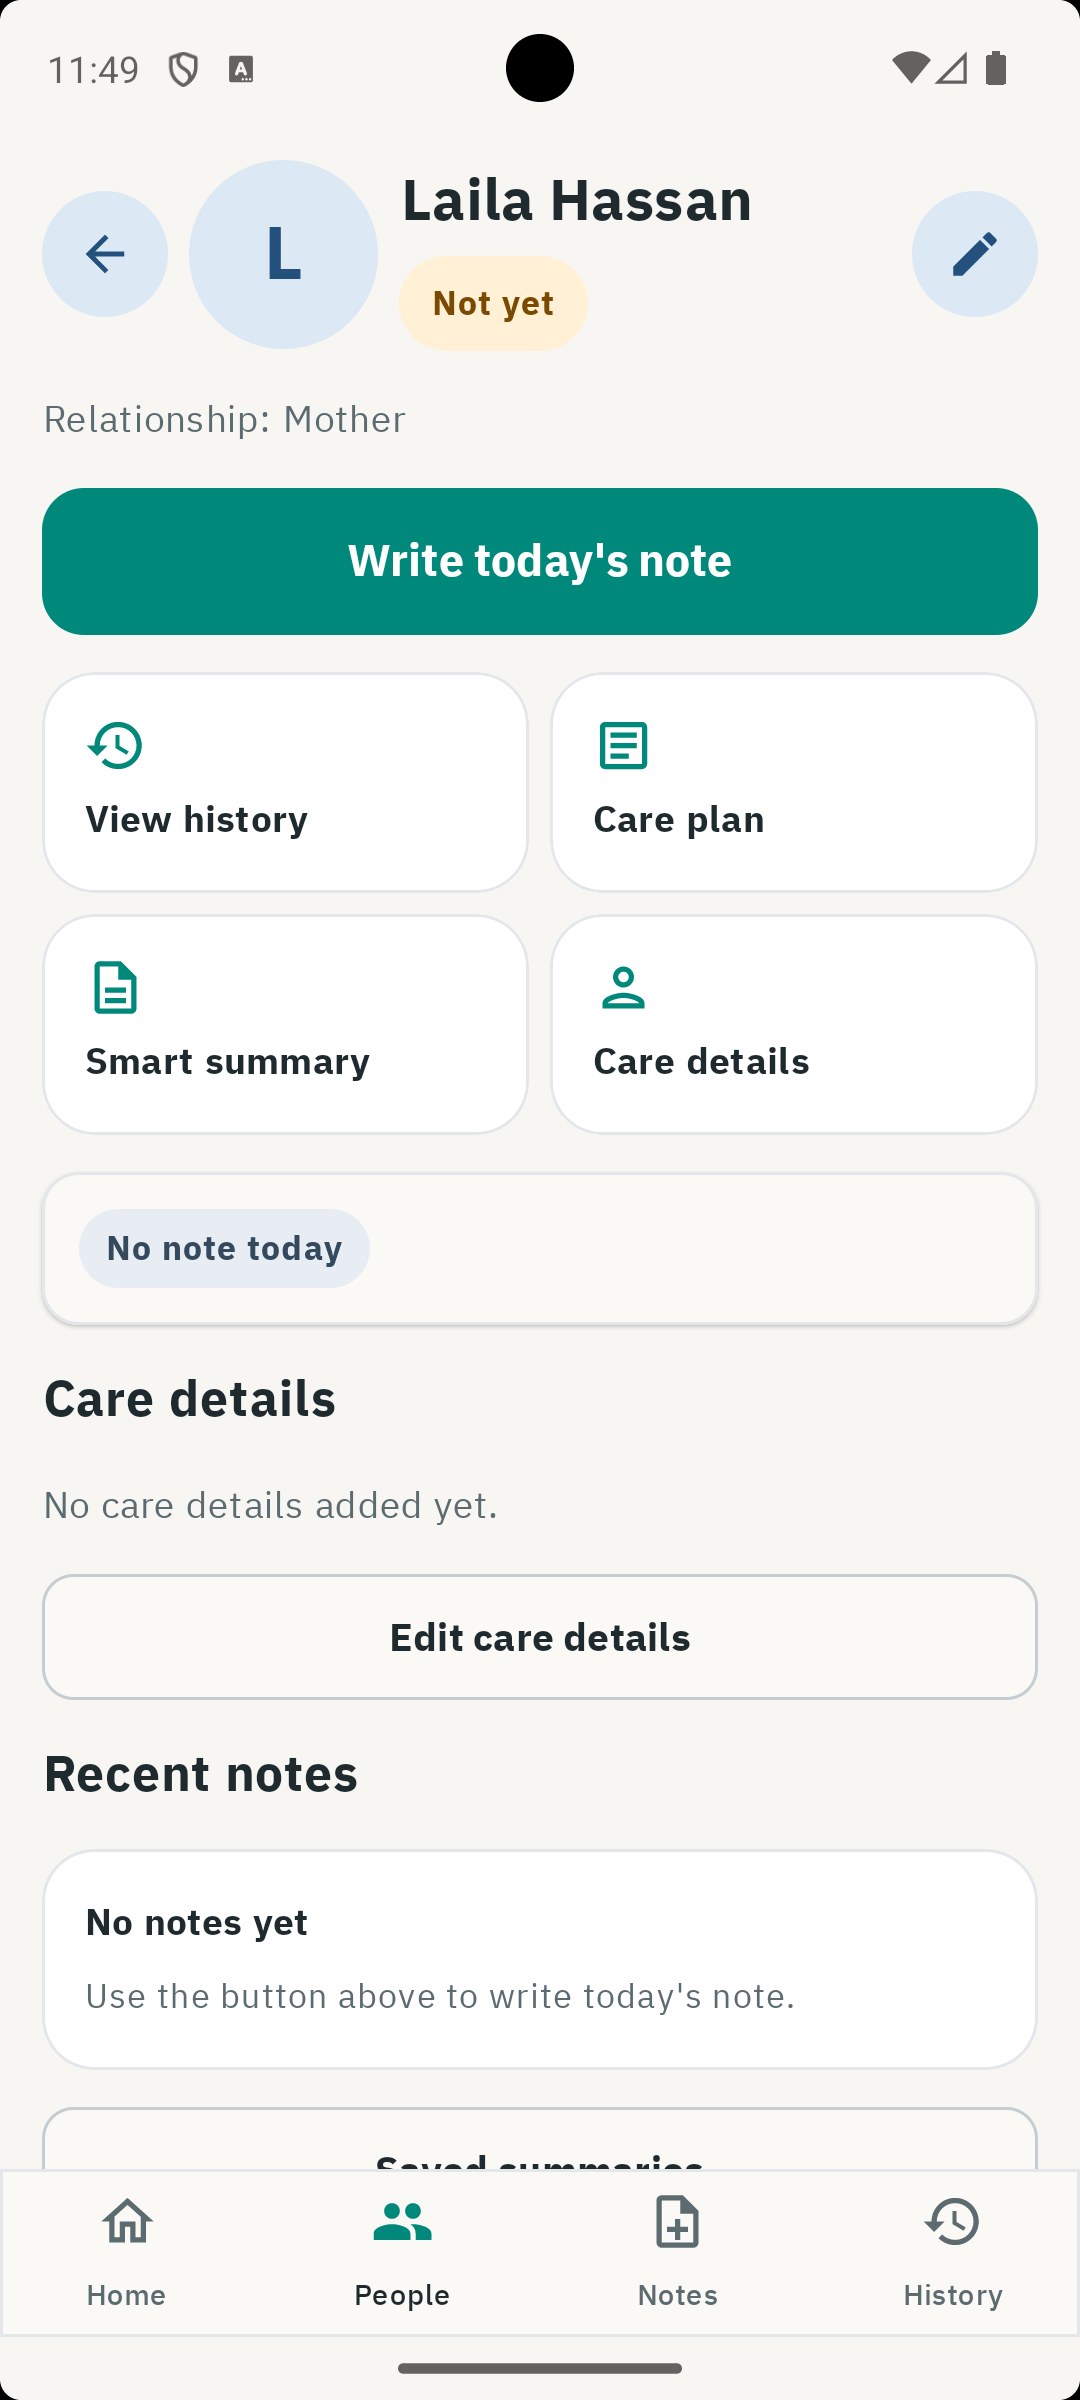 11:49
Laila Hassan
L
Not yet
Relationship: Mother
Write today's note
View history
Care plan
Smart summary
Care details
No note today
Care details
No care details added yet.
Edit care details
Recent notes
No notes yet
Use the button above to write today's note.
Saved summaries
Home
People
Notes
History